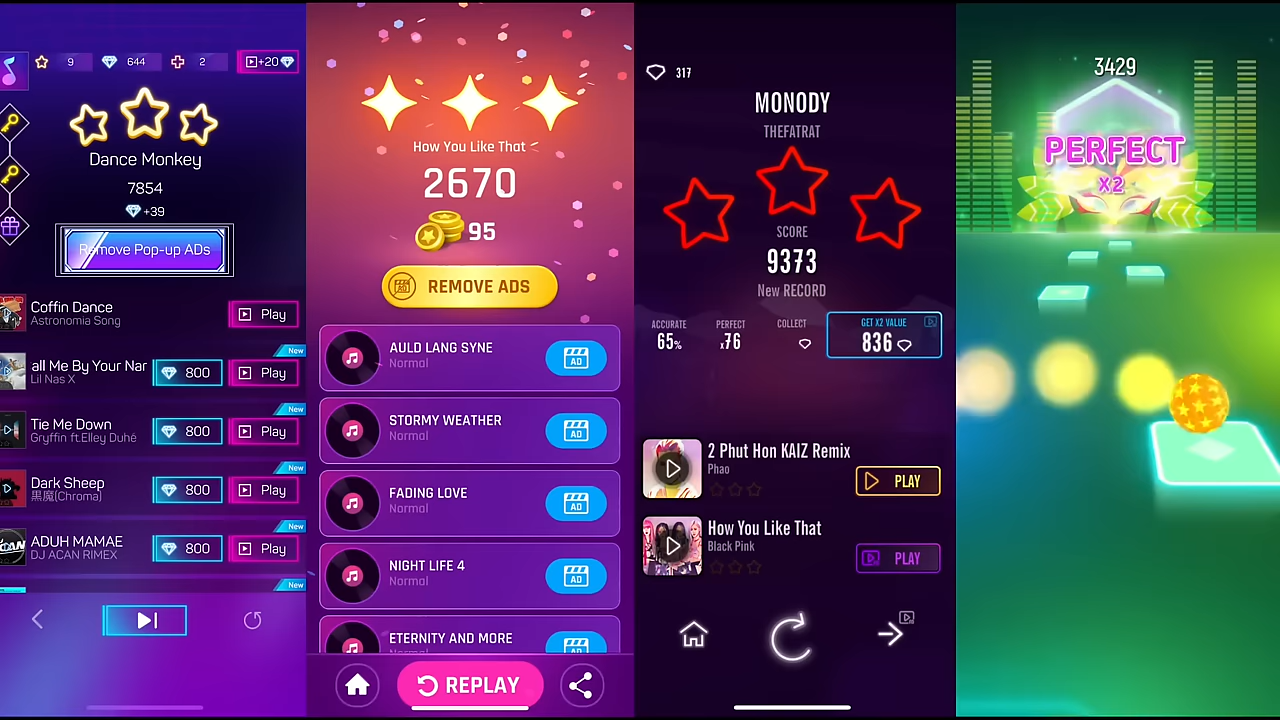 9
644
2
+20
Dance Monkey
7854
+39
Remove Pop-up ADs
Coffin Dance
Astronomia Song
Play
New
all Me By Your Nar
Lil Nas X
800
Play
New
Tie Me Down
Gryffin ft.Elley Duhé
800
Play
New
Dark Sheep
黒魔(Chroma)
800
Play
New
ADUH MAMAE
DJ ACAN RIMEX
800
Play
New
How You Like That
2670
95
AD
REMOVE ADS
AULD LANG SYNE
Normal
AD
STORMY WEATHER
Normal
AD
FADING LOVE
Normal
AD
NIGHT LIFE 4
Normal
AD
ETERNITY AND MORE
REPLAY
317
MONODY
THEFATRAT
SCORE
9373
New RECORD
ACCURATE
65%
PERFECT
x76
COLLECT
GET X2 VALUE
836
2 Phut Hon KAIZ Remix
Phao
PLAY
How You Like That
Black Pink
PLAY
3429
PERFECT
X2